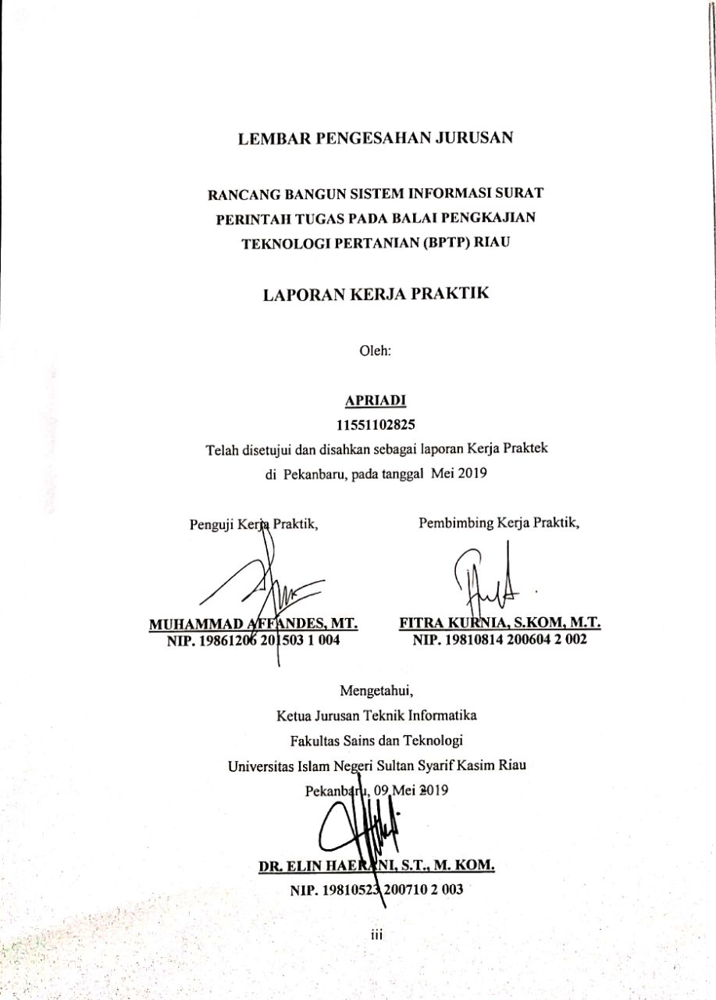 LEMBAR PENGESAHAN JURUSAN
RANCANG BANGUN SISTEM INFORMASI SURAT
PERINTAH TUGAS PADA BALAI PENGKAJIAN
TEKNOLOGI PERTANIAN (BPTP) RIAU
LAPORAN KERJA PRAKTIK
Oleh:
APRIADI
11551102825
Telah disetujui dan disahkan sebagai laporan Kerja Praktek
di Pekanbaru, pada tanggal Mei 2019
Penguji Kerja Praktik,
Pembimbing Kerja Praktik,
MUHAMMAD AFFANDES, MT.
FITRA KURNIA, S.KOM, M.T.
NIP. 19861206 201503 1 004
NIP. 19810814 200604 2 002
Mengetahui,
Ketua Jurusan Teknik Informatika
Fakultas Sains dan Teknologi
Universitas Islam Negeri Sultan Syarif Kasim Riau
Pekanbaru, 09 Mei 2019
DR. ELIN HAERANI, S.T., M. KOM.
NIP. 19810523 200710 2 003
iii